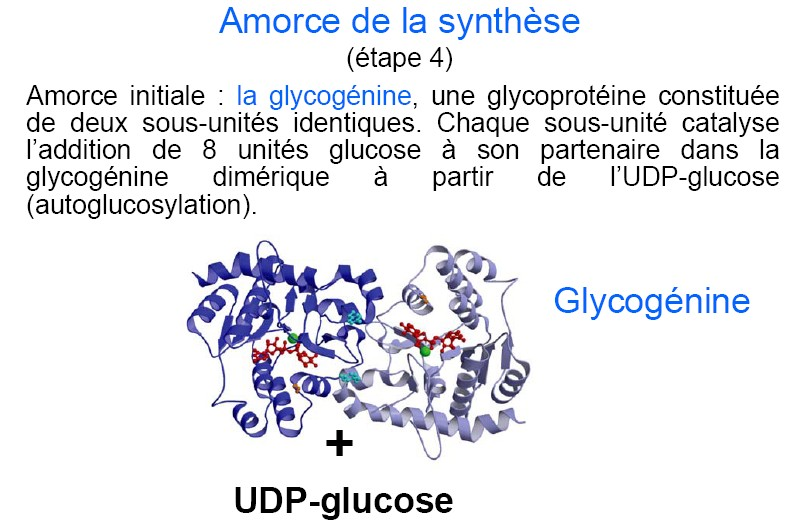 Amorce de la synthèse
(étape 4)
Amorce initiale : la glycogénine, une glycoprotéine constituée
de deux sous-unités identiques. Chaque sous-unité catalyse
l’addition de 8 unités glucose à son partenaire dans la
glycogénine dimérique à partir de l’UDP-glucose
(autoglucosylation).
Glycogénine
+
UDP-glucose